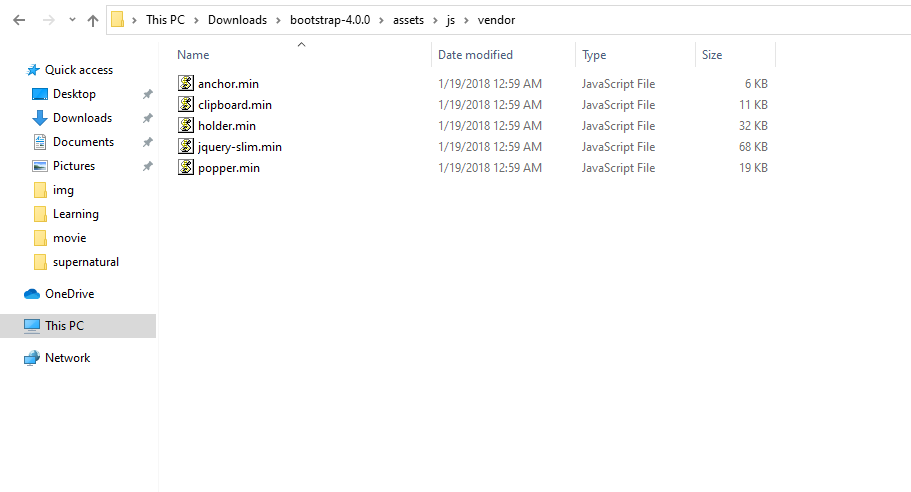 This PC > Downloads > bootstrap-4.0.0 > assets > js > vendor
Name Date modified Type Size
Quick access
Desktop
Downloads
Documents
Pictures
img
Learning
movie
supernatural
OneDrive
This PC
Network
anchor.min 1/19/2018 12:59 AM JavaScript File 6 KB
clipboard.min 1/19/2018 12:59 AM JavaScript File 11 KB
holder.min 1/19/2018 12:59 AM JavaScript File 32 KB
jquery-slim.min 1/19/2018 12:59 AM JavaScript File 68 KB
popper.min 1/19/2018 12:59 AM JavaScript File 19 KB